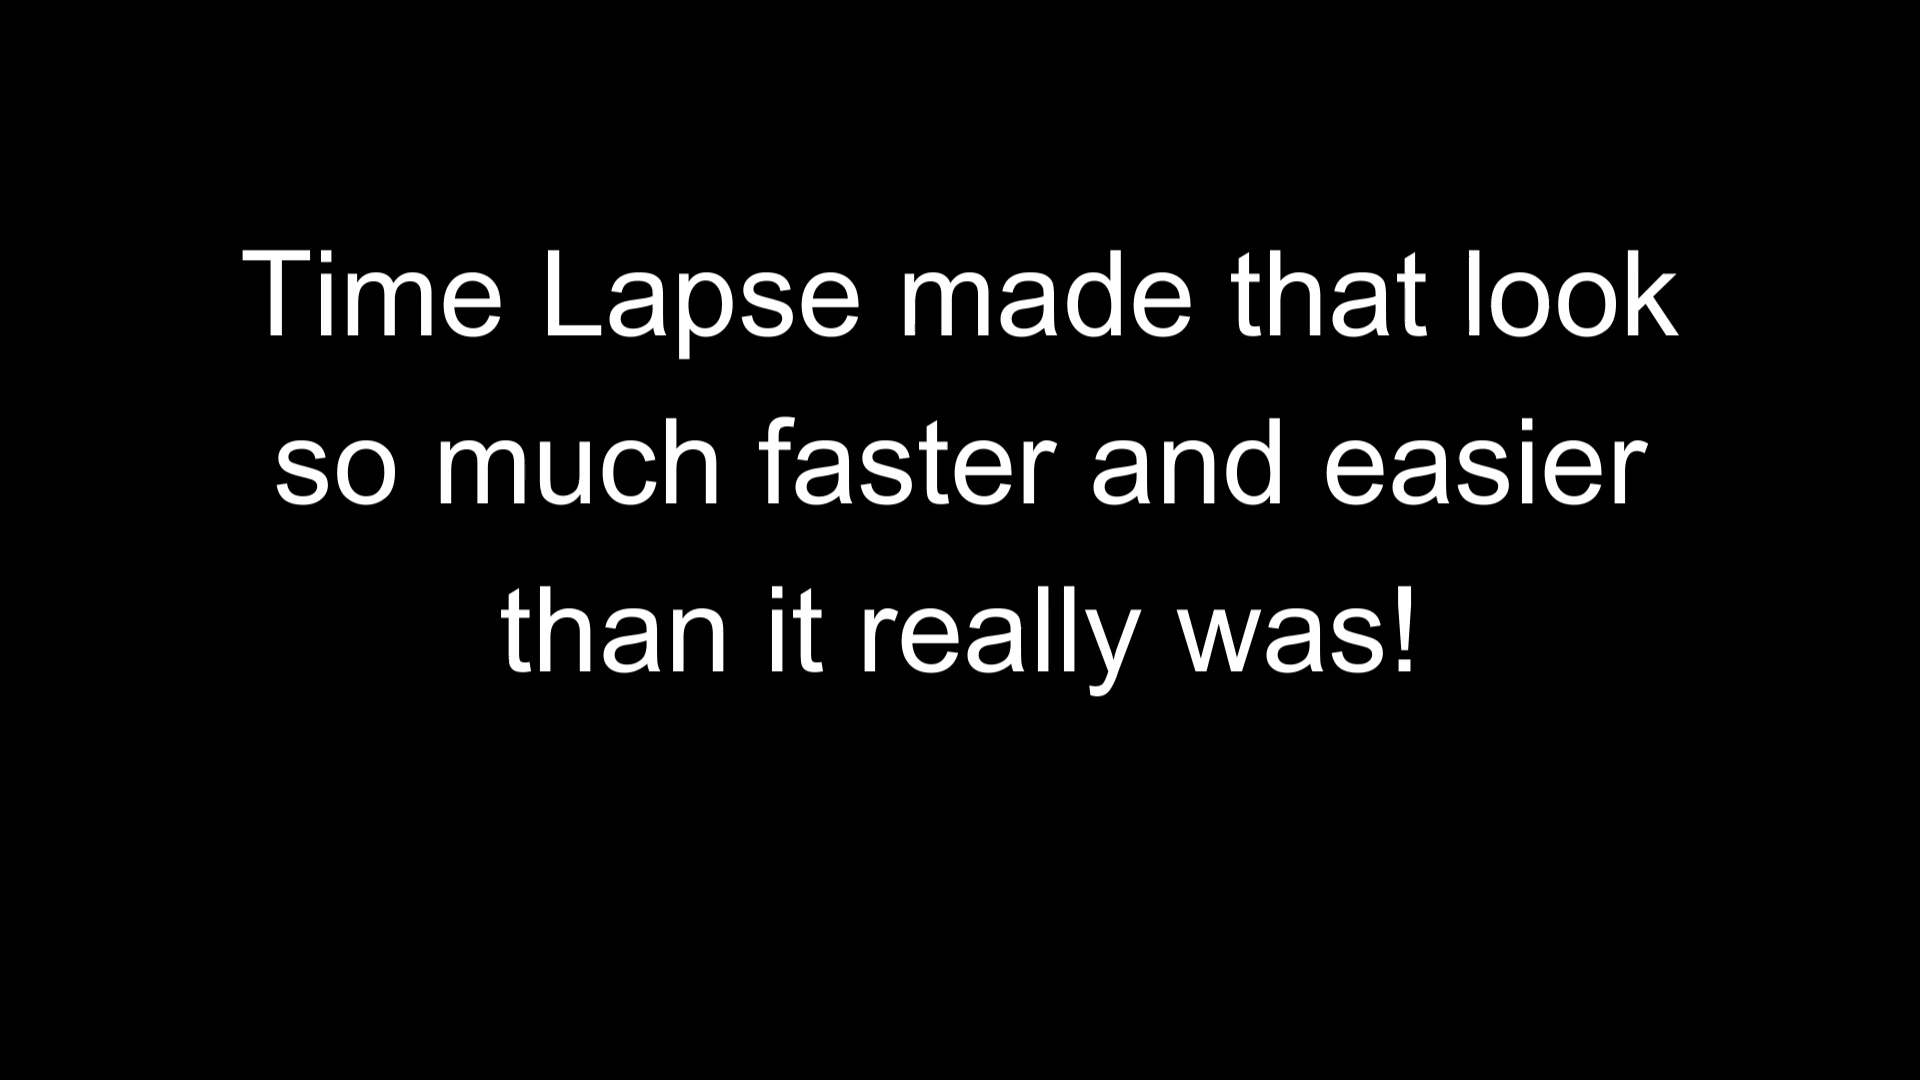 Time Lapse made that look
so much faster and easier
than it really was!